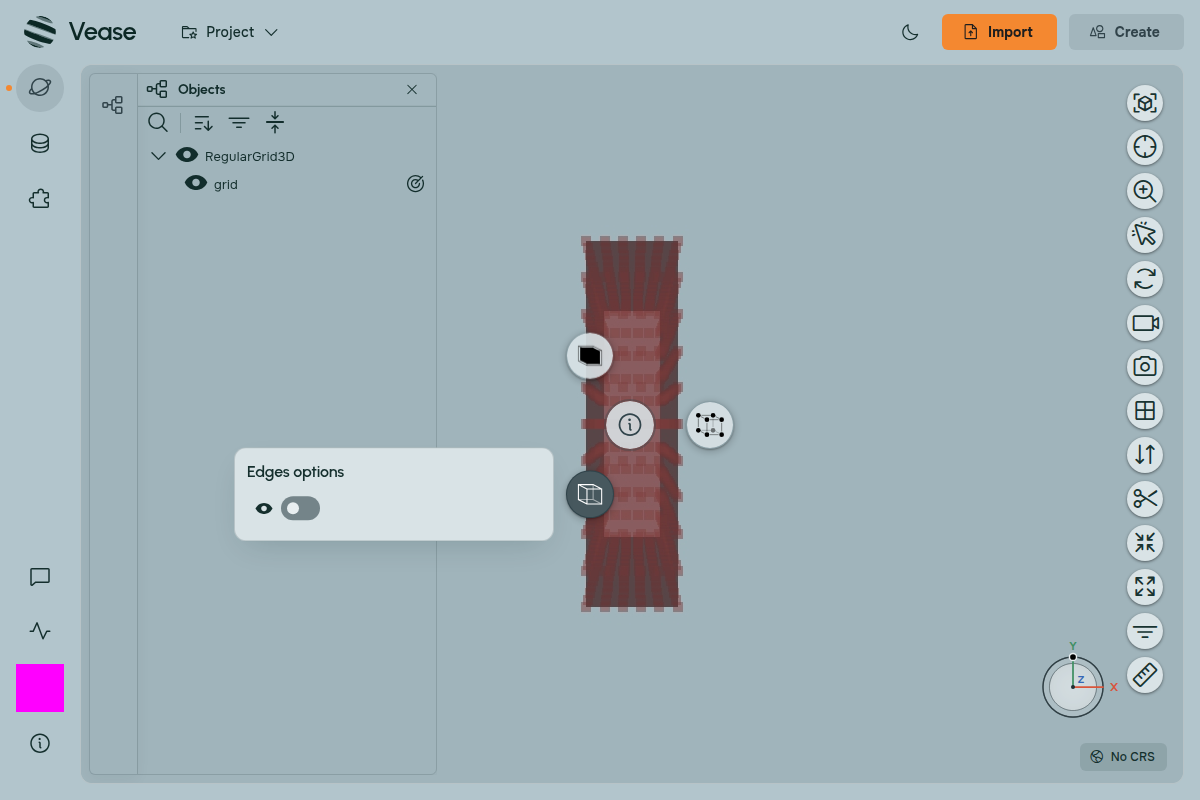 Vease
Project
Import
Create
Objects
RegularGrid3D
grid
Edges options
Y
Z
X
No CRS